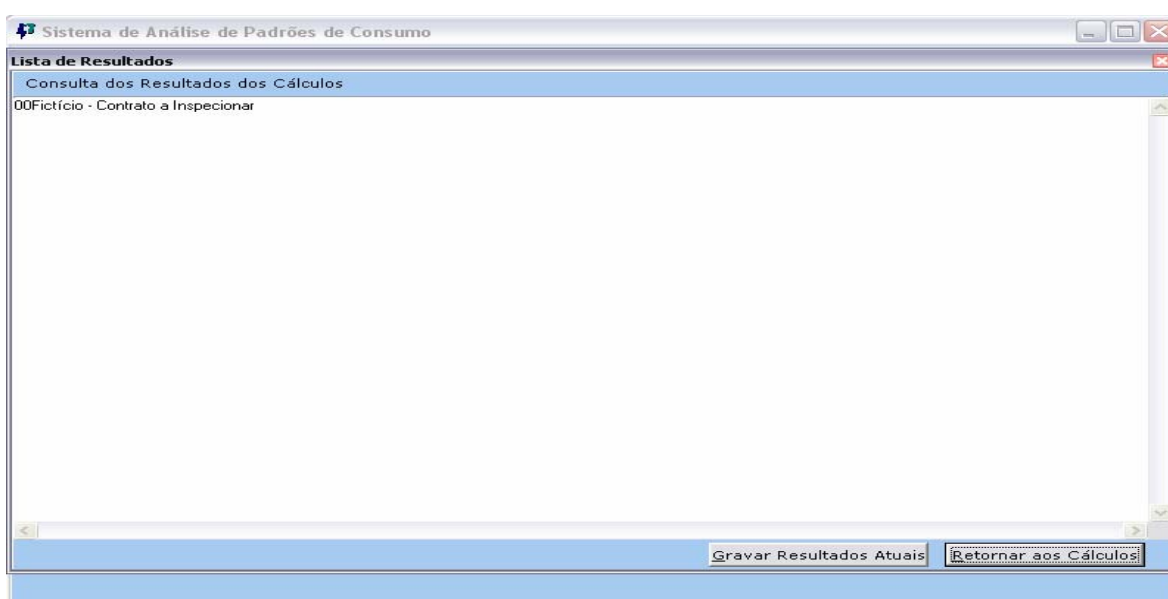 Sistema de Análise de Padrões de Consumo
Lista de Resultados
Consulta dos Resultados dos Cálculos
00Fictício - Contrato a Inspecionar
Gravar Resultados Atuais
Retornar aos Cálculos